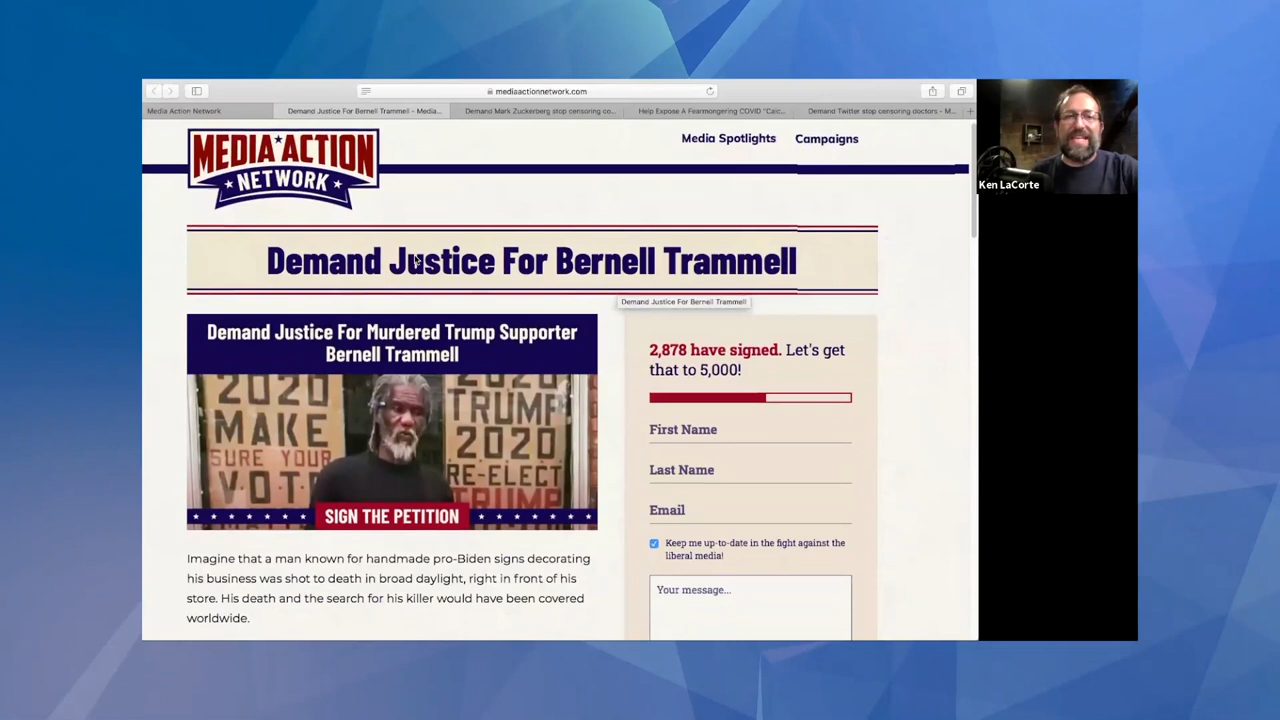 mediaactionnetwork.com
Media Action Network
Demand Justice For Bernell Trammell – Media...
Demand Mark Zuckerberg stop censoring co...
Help Expose A Fearmongering COVID "Calc...
Demand Twitter stop censoring doctors - M...
MEDIA ACTION
NETWORK
Media Spotlights
Campaigns
Ken LaCorte
Demand Justice For Bernell Trammell
Demand Justice For Bernell Trammell
Demand Justice For Murdered Trump Supporter
Bernell Trammell
2020
MAKE
SURE YOUR
VOT
2020
TRUMP
2020
RE-ELECT
TRUMP
SIGN THE PETITION
Imagine that a man known for handmade pro-Biden signs decorating
his business was shot to death in broad daylight, right in front of his
store. His death and the search for his killer would have been covered
worldwide.
2,878 have signed. Let's get
that to 5,000!
First Name
Last Name
Email
Keep me up-to-date in the fight against the
liberal media!
Your message...